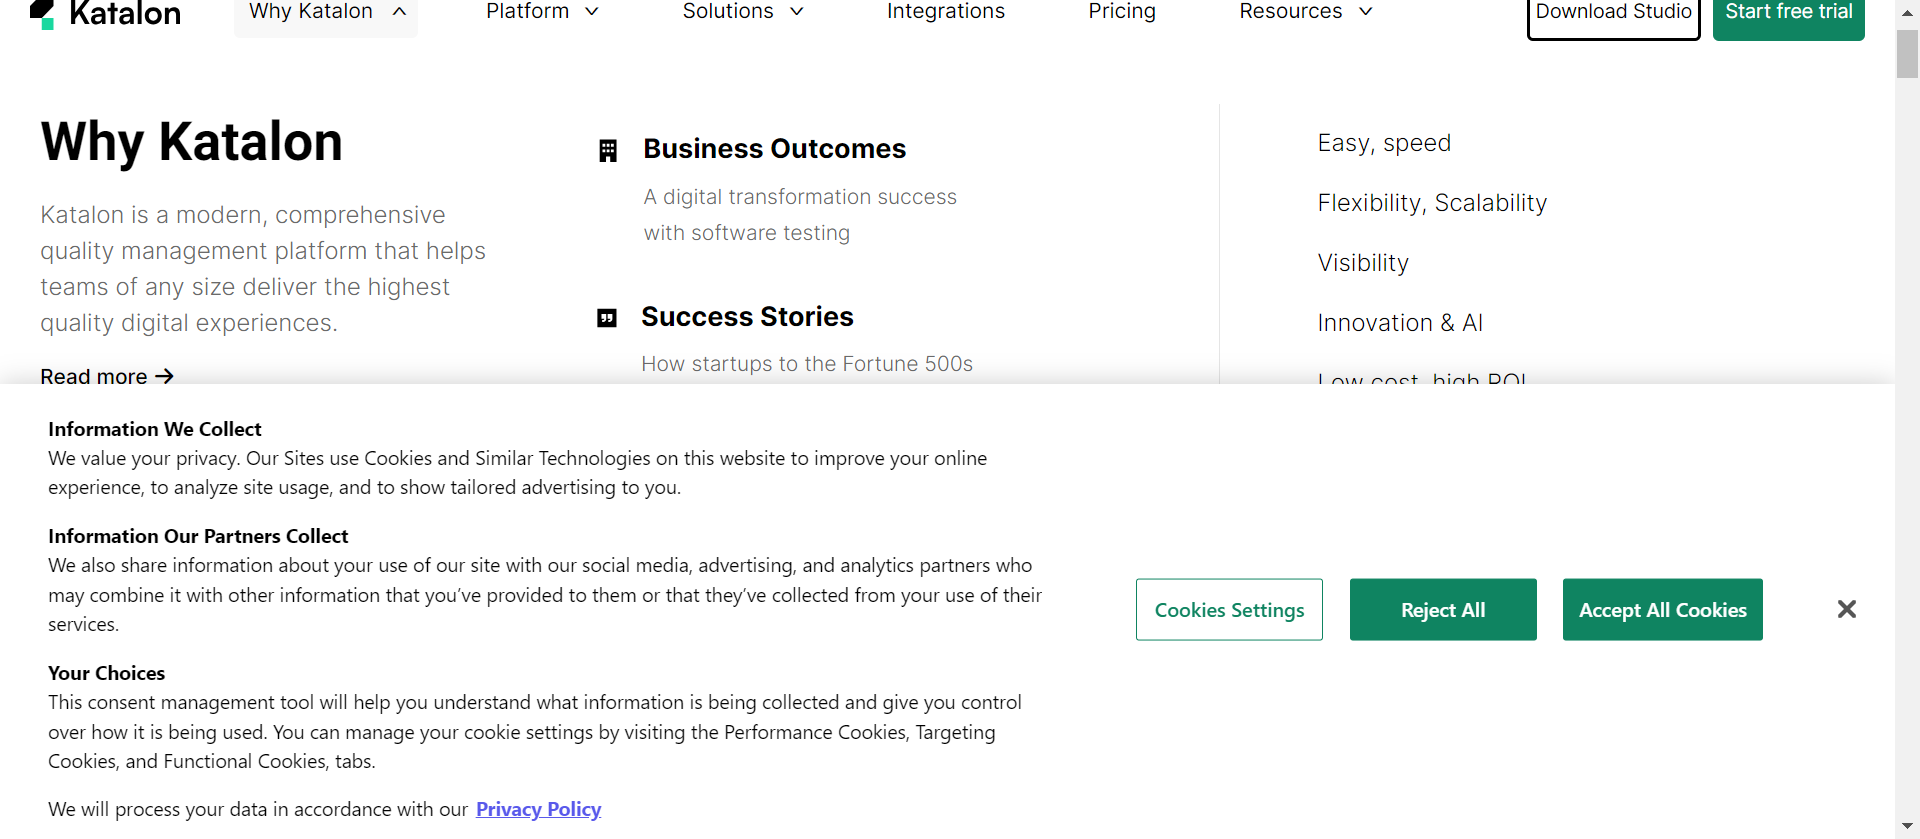 Katalon
Why Katalon
Platform
Solutions
Integrations
Pricing
Resources
Download Studio
Start free trial
Why Katalon
Katalon is a modern, comprehensive
quality management platform that helps
teams of any size deliver the highest
quality digital experiences.
Read more →
Business Outcomes
A digital transformation success
with software testing
Success Stories
How startups to the Fortune 500s
Easy, speed
Flexibility, Scalability
Visibility
Innovation & AI
Low cost, high ROI
Information We Collect
We value your privacy. Our Sites use Cookies and Similar Technologies on this website to improve your online
experience, to analyze site usage, and to show tailored advertising to you.
Information Our Partners Collect
We also share information about your use of our site with our social media, advertising, and analytics partners who
may combine it with other information that you’ve provided to them or that they’ve collected from your use of their
services.
Your Choices
This consent management tool will help you understand what information is being collected and give you control
over how it is being used. You can manage your cookie settings by visiting the Performance Cookies, Targeting
Cookies, and Functional Cookies, tabs.
We will process your data in accordance with our Privacy Policy
Cookies Settings
Reject All
Accept All Cookies